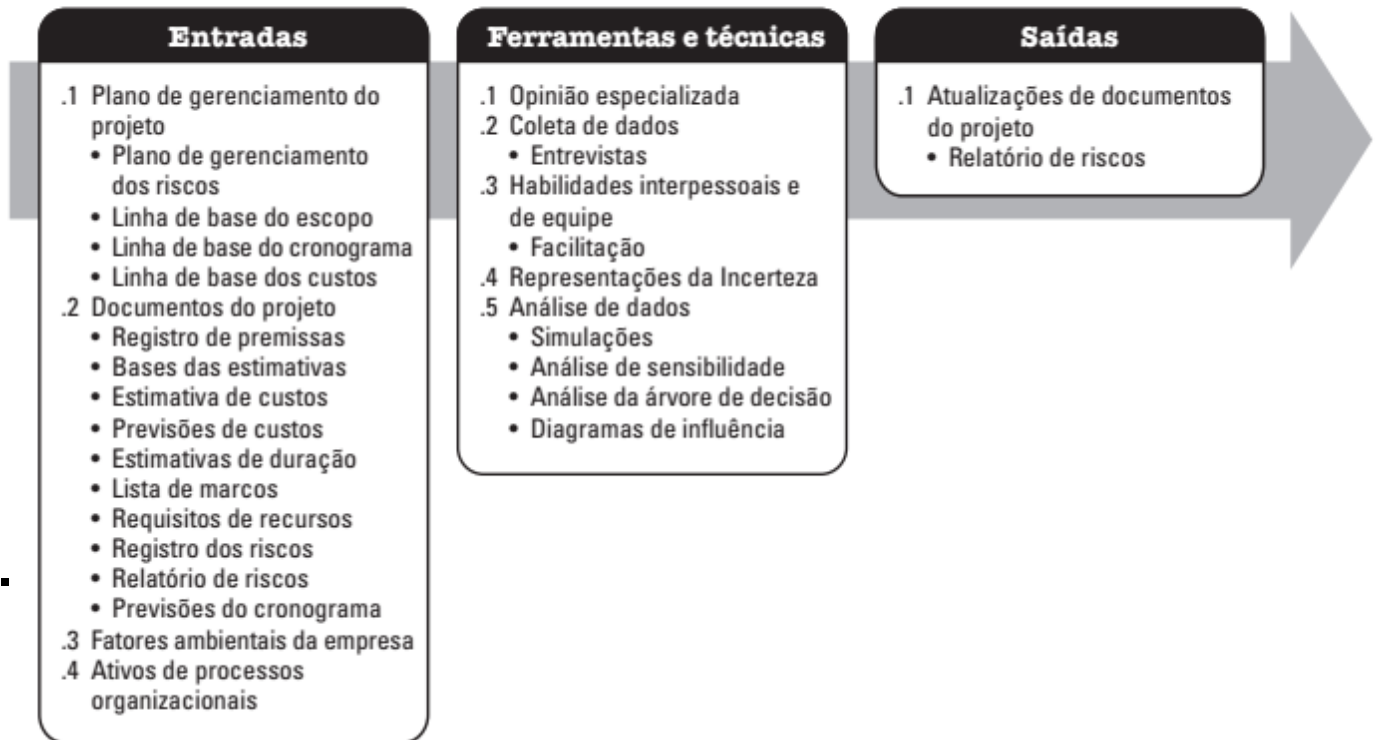 Entradas
.1 Plano de gerenciamento do
projeto
• Plano de gerenciamento
dos riscos
• Linha de base do escopo
• Linha de base do cronograma
• Linha de base dos custos
.2 Documentos do projeto
• Registro de premissas
• Bases das estimativas
• Estimativa de custos
• Previsões de custos
• Estimativas de duração
• Lista de marcos
• Requisitos de recursos
• Registro dos riscos
• Relatório de riscos
• Previsões do cronograma
.3 Fatores ambientais da empresa
.4 Ativos de processos
organizacionais
Ferramentas e técnicas
.1 Opinião especializada
.2 Coleta de dados
• Entrevistas
.3 Habilidades interpessoais e
de equipe
• Facilitação
.4 Representações da Incerteza
.5 Análise de dados
• Simulações
• Análise de sensibilidade
• Análise da árvore de decisão
• Diagramas de influência
Saídas
.1 Atualizações de documentos
do projeto
• Relatório de riscos